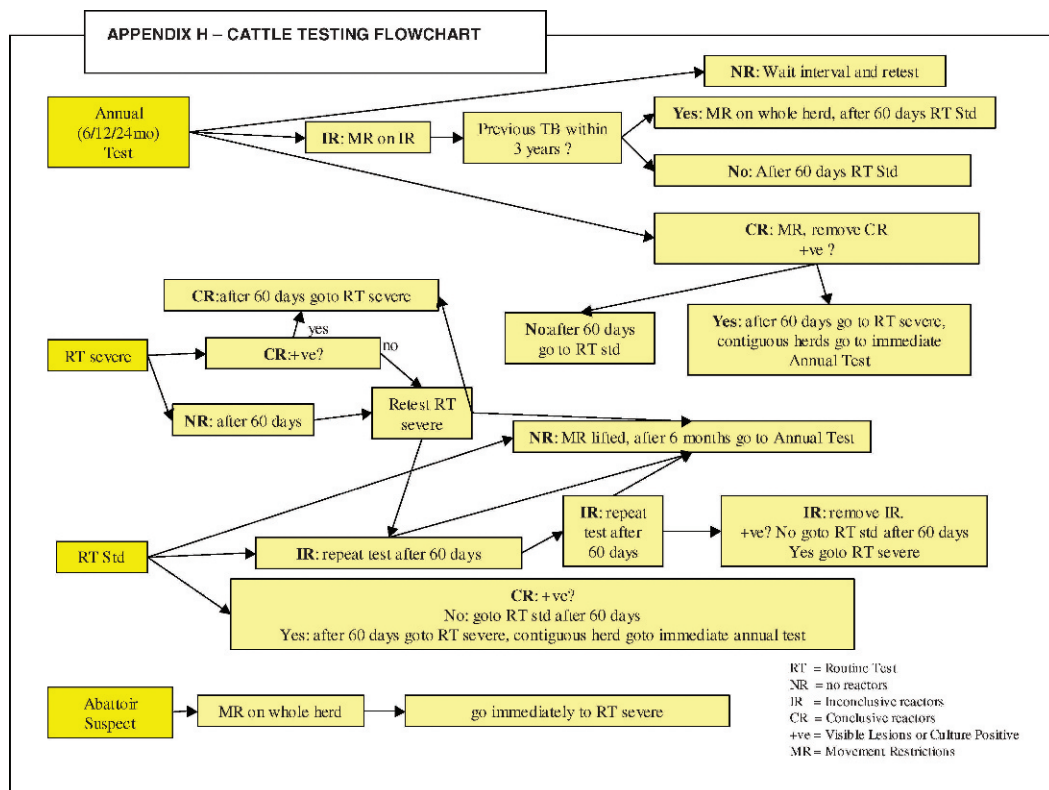 APPENDIX H – CATTLE TESTING FLOWCHART
NR: Wait interval and retest
Annual
(6/12/24mo)
Test
IR: MR on IR
Previous TB within
3 years ?
Yes: MR on whole herd, after 60 days RT Std
No: After 60 days RT Std
CR: MR, remove CR
+ve ?
No:after 60 days
go to RT std
Yes: after 60 days go to RT severe,
contiguous herds go to immediate
Annual Test
CR:after 60 days goto RT severe
yes
no
RT severe
CR:+ve?
NR: after 60 days
Retest RT
severe
NR: MR lifted, after 6 months go to Annual Test
RT Std
IR: repeat test after 60 days
IR: repeat
test after
60 days
IR: remove IR.
+ve? No goto RT std after 60 days
Yes goto RT severe
CR: +ve?
No: goto RT std after 60 days
Yes: after 60 days goto RT severe, contiguous herd goto immediate annual test
Abattoir
Suspect
MR on whole herd
go immediately to RT severe
RT = Routine Test
NR = no reactors
IR = Inconclusive reactors
CR = Conclusive reactors
+ve = Visible Lesions or Culture Positive
MR = Movement Restrictions